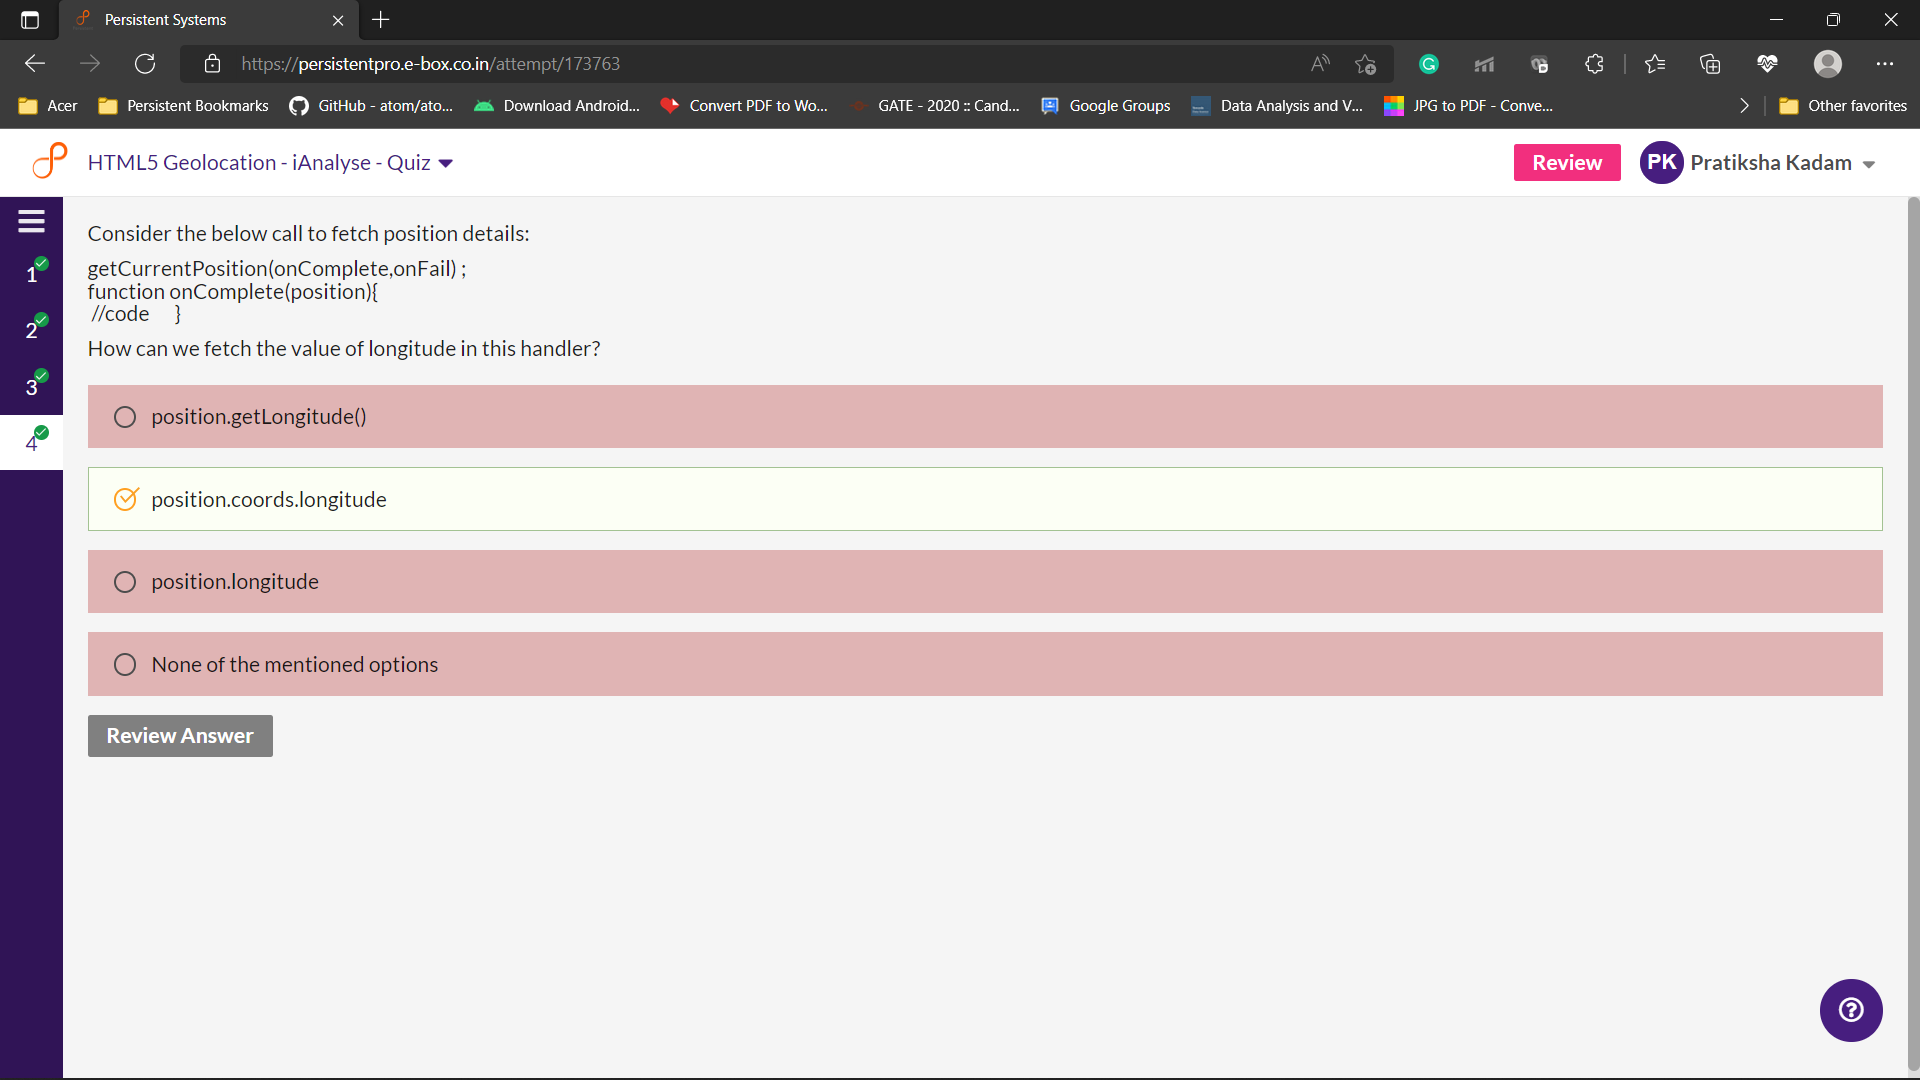 Persistent Systems
https://persistentpro.e-box.co.in/attempt/173763
Acer
Persistent Bookmarks
GitHub - atom/ato...
Download Android...
Convert PDF to Wo...
GATE - 2020 :: Cand...
Google Groups
Data Analysis and V...
JPG to PDF - Conve...
Other favorites
HTML5 Geolocation - iAnalyse - Quiz
Review
PK
Pratiksha Kadam
1
2
3
4
Consider the below call to fetch position details:
getCurrentPosition(onComplete,onFail) ;
function onComplete(position){
//code }
How can we fetch the value of longitude in this handler?
position.getLongitude()
position.coords.longitude
position.longitude
None of the mentioned options
Review Answer